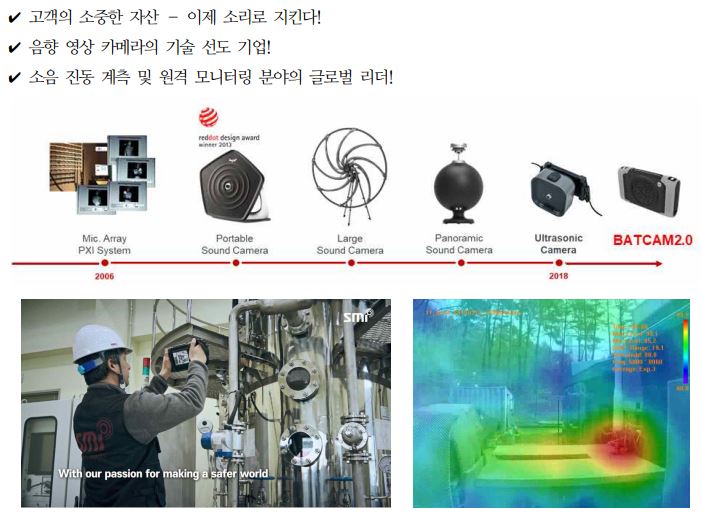 ✔ 고객의 소중한 자산 – 이제 소리로 지킨다!
✔ 음향 영상 카메라의 기술 선도 기업!
✔ 소음 진동 계측 및 원격 모니터링 분야의 글로벌 리더!
reddot design award
winner 2013
Mic. Array
PXI System
Portable
Sound Camera
Large
Sound Camera
Panoramic
Sound Camera
Ultrasonic
Camera
BATCAM2.0
2006
2018
smi
smi
With our passion for making a safer world